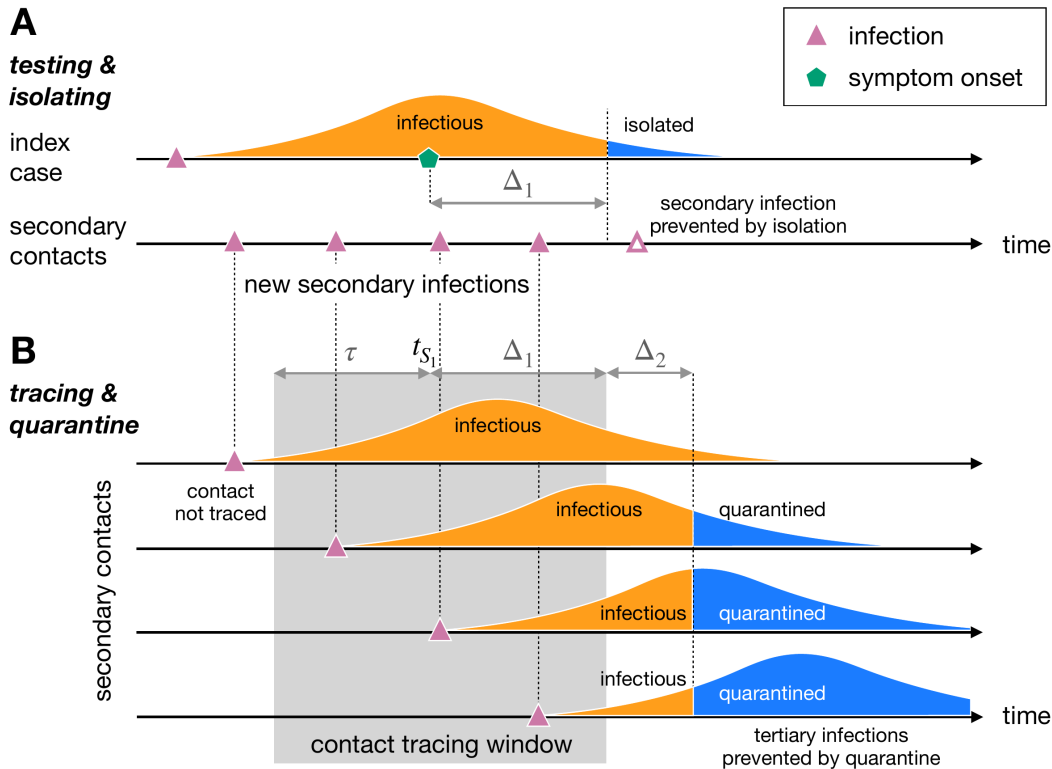 A
testing &
isolating
infection
symptom onset
index
case
infectious
isolated
Δ1
secondary
contacts
secondary infection
prevented by isolation
time
new secondary infections
B
tracing &
quarantine
τ
tS1
Δ1
Δ2
infectious
contact
not traced
secondary contacts
infectious
quarantined
infectious
quarantined
infectious
quarantined
time
contact tracing window
tertiary infections
prevented by quarantine